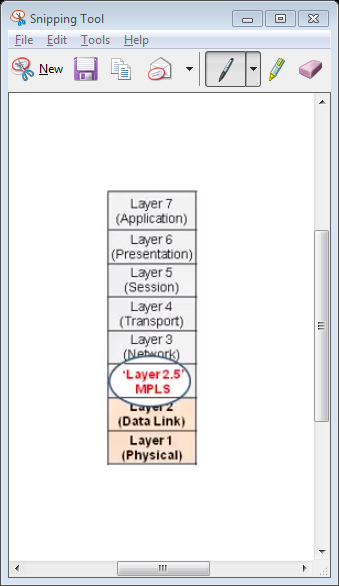 Snipping Tool
File Edit Tools Help
New
Layer 7
(Application)
Layer 6
(Presentation)
Layer 5
(Session)
Layer 4
(Transport)
Layer 3
(Network)
'Layer 2.5'
MPLS
Layer 2
(Data Link)
Layer 1
(Physical)